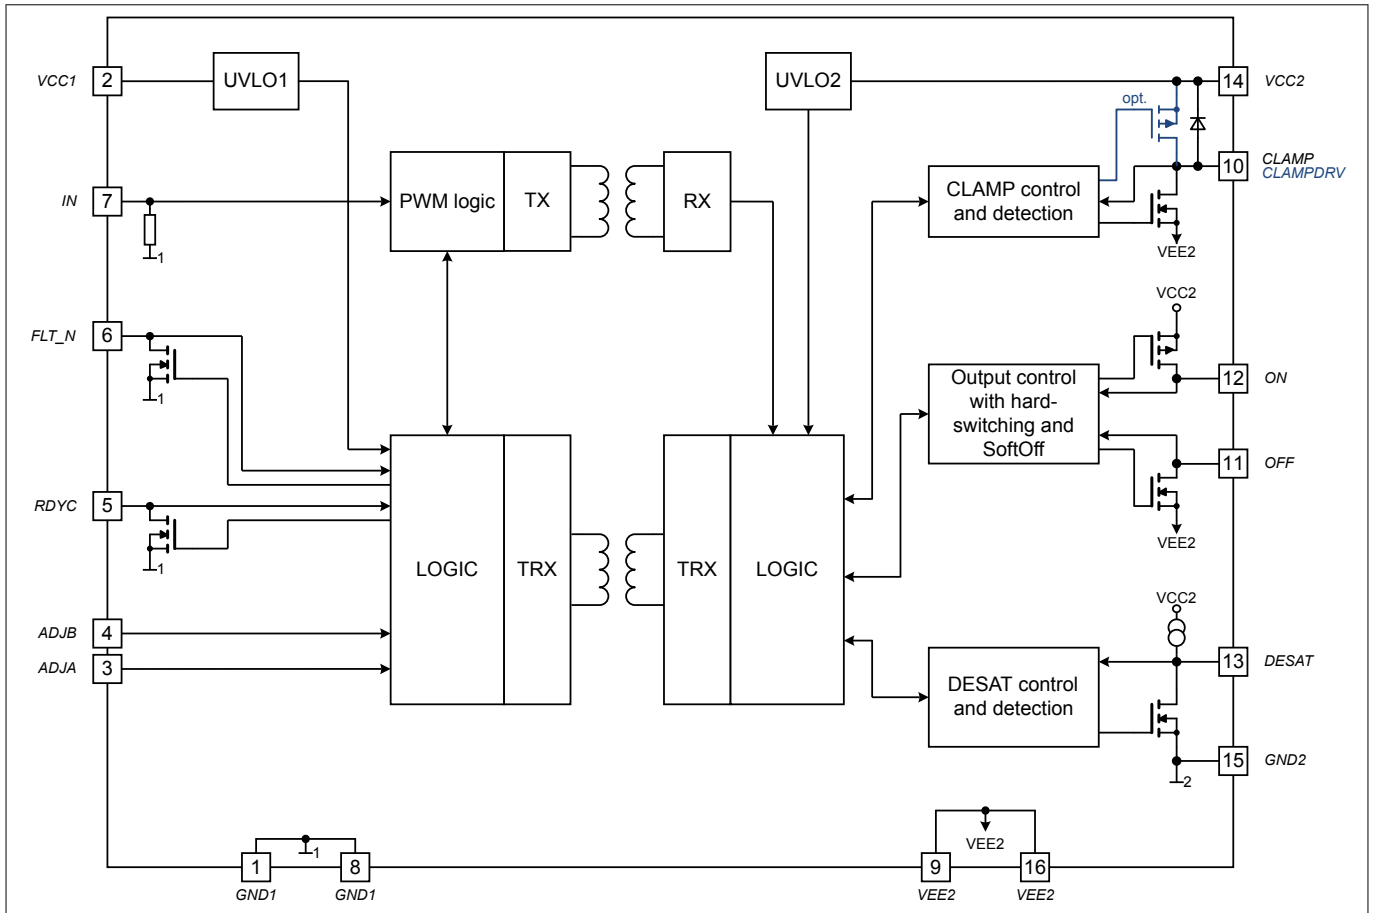 VCC1
2
UVLO1
UVLO2
14
VCC2
opt.
IN
7
1
PWM logic
TX
RX
CLAMP control
and detection
10
CLAMP
CLAMPDRV
VEE2
VCC2
FLT_N
6
1
Output control
with hard-
switching and
SoftOff
12
ON
11
OFF
VEE2
RDYC
5
1
LOGIC
TRX
TRX
LOGIC
VCC2
ADJB
4
ADJA
3
DESAT control
and detection
13
DESAT
15
GND2
2
1
VEE2
1
GND1
8
GND1
9
VEE2
16
VEE2